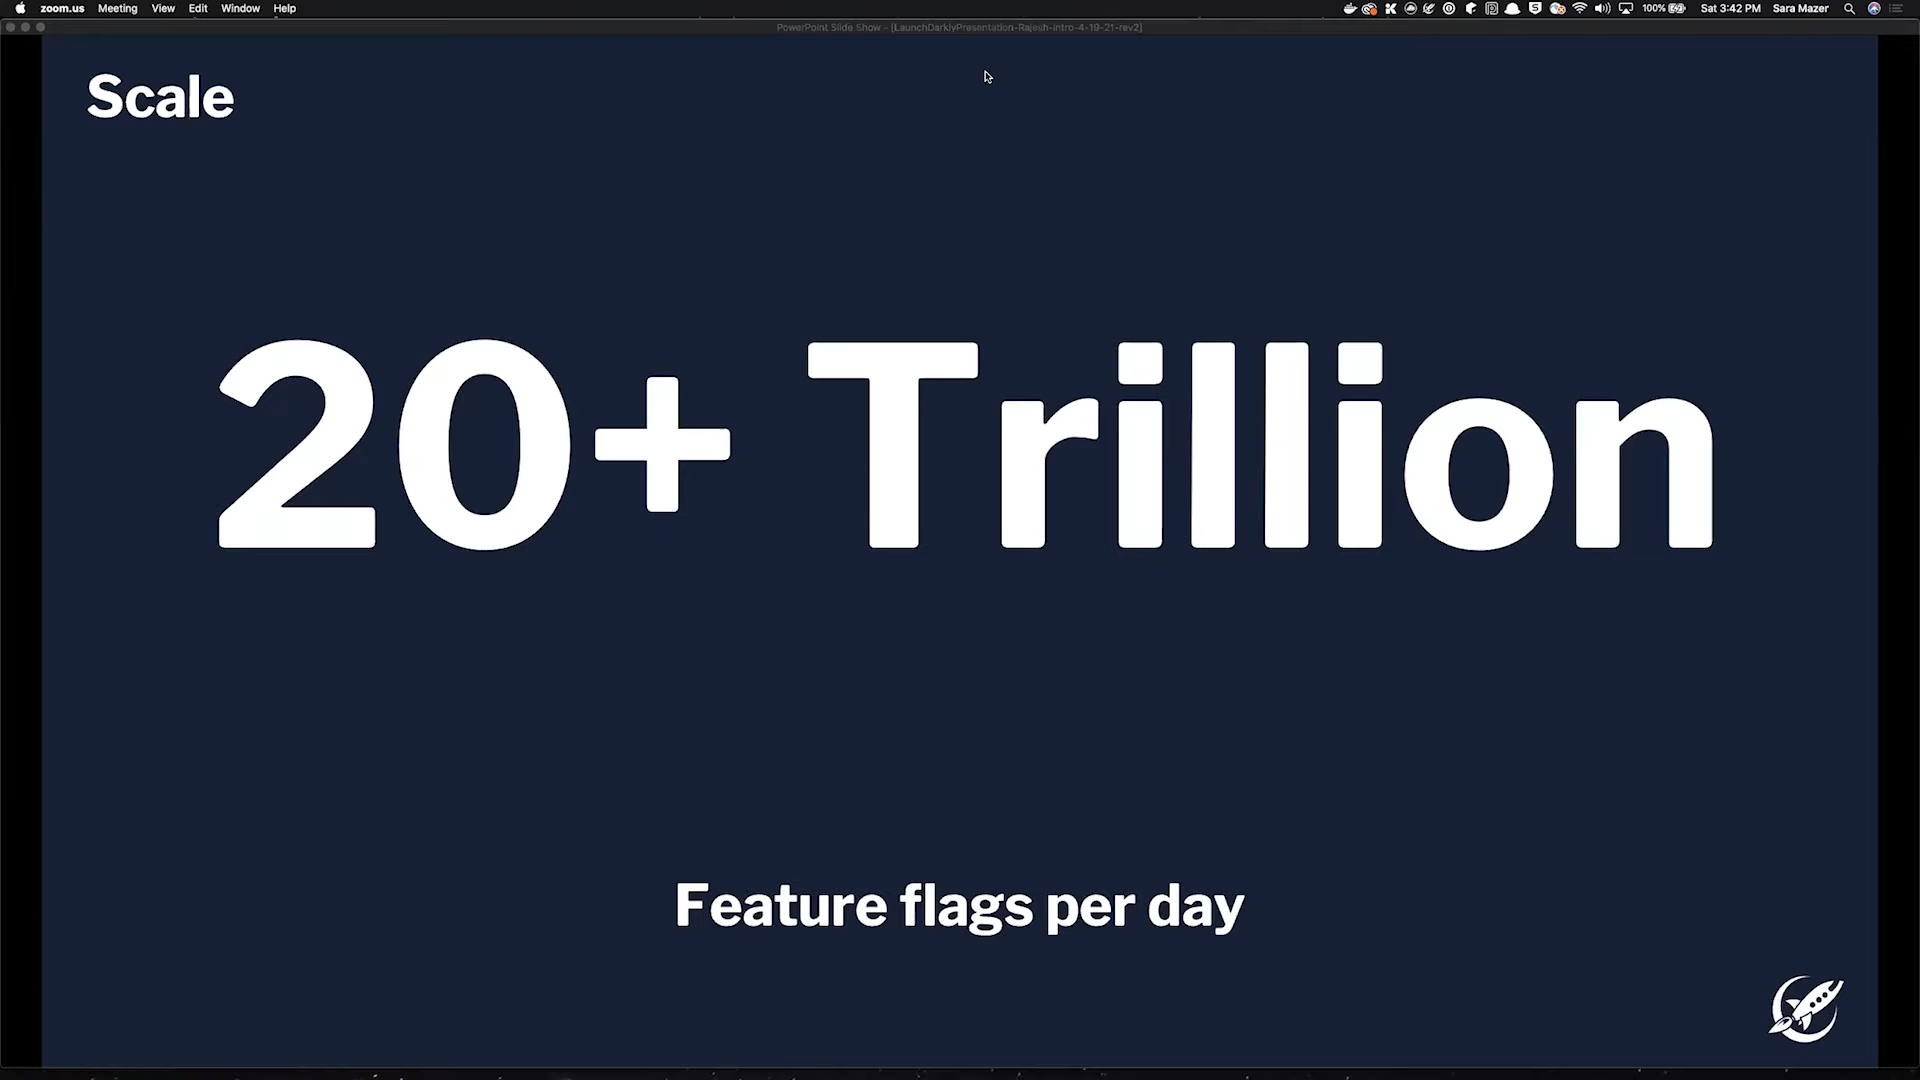 zoom.us Meeting View Edit Window Help 100% Sat 3:42 PM Sara Mazer
PowerPoint Slide Show - [LaunchDarklyPresentation-Rajesh-intro-4-19-21-rev2]
Scale
20+ Trillion
Feature flags per day